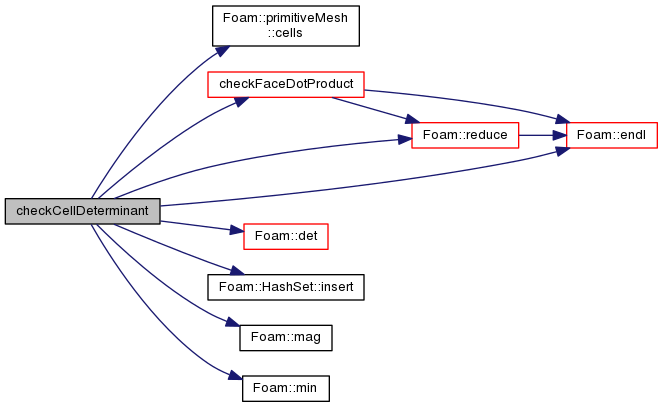 Foam::primitiveMesh
::cells
checkFaceDotProduct
Foam::reduce
Foam::endl
checkCellDeterminant
Foam::det
Foam::HashSet::insert
Foam::mag
Foam::min